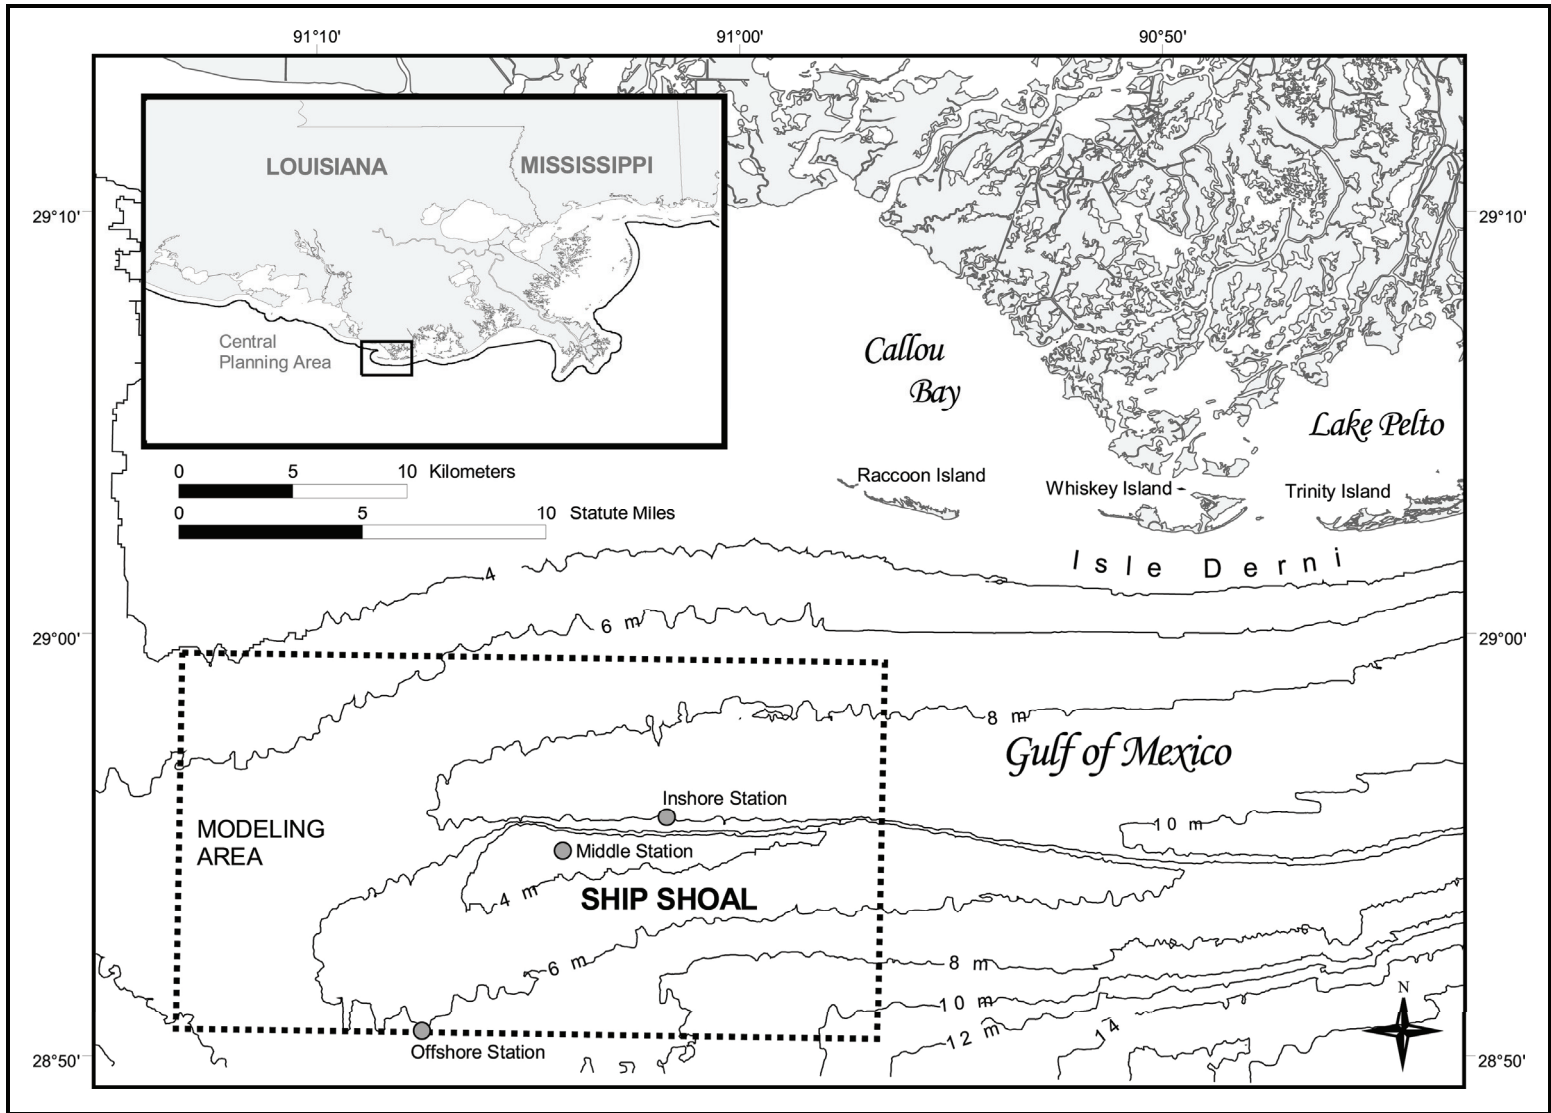 91°10' 91°00' 90°50'
LOUISIANA MISSISSIPPI
29°10' 29°10'
Central
Planning Area
Callou
Bay
Lake Pelto
0 5 10 Kilometers
0 5 10 Statute Miles
Raccoon Island
Whiskey Island
Trinity Island
Isle Derni
4
6 m
29°00' 29°00'
8 m
Gulf of Mexico
Inshore Station
10 m
MODELING
AREA
Middle Station
4 m
SHIP SHOAL
6 m
8 m
10 m
12 m
14
N
Offshore Station
28°50' 28°50'